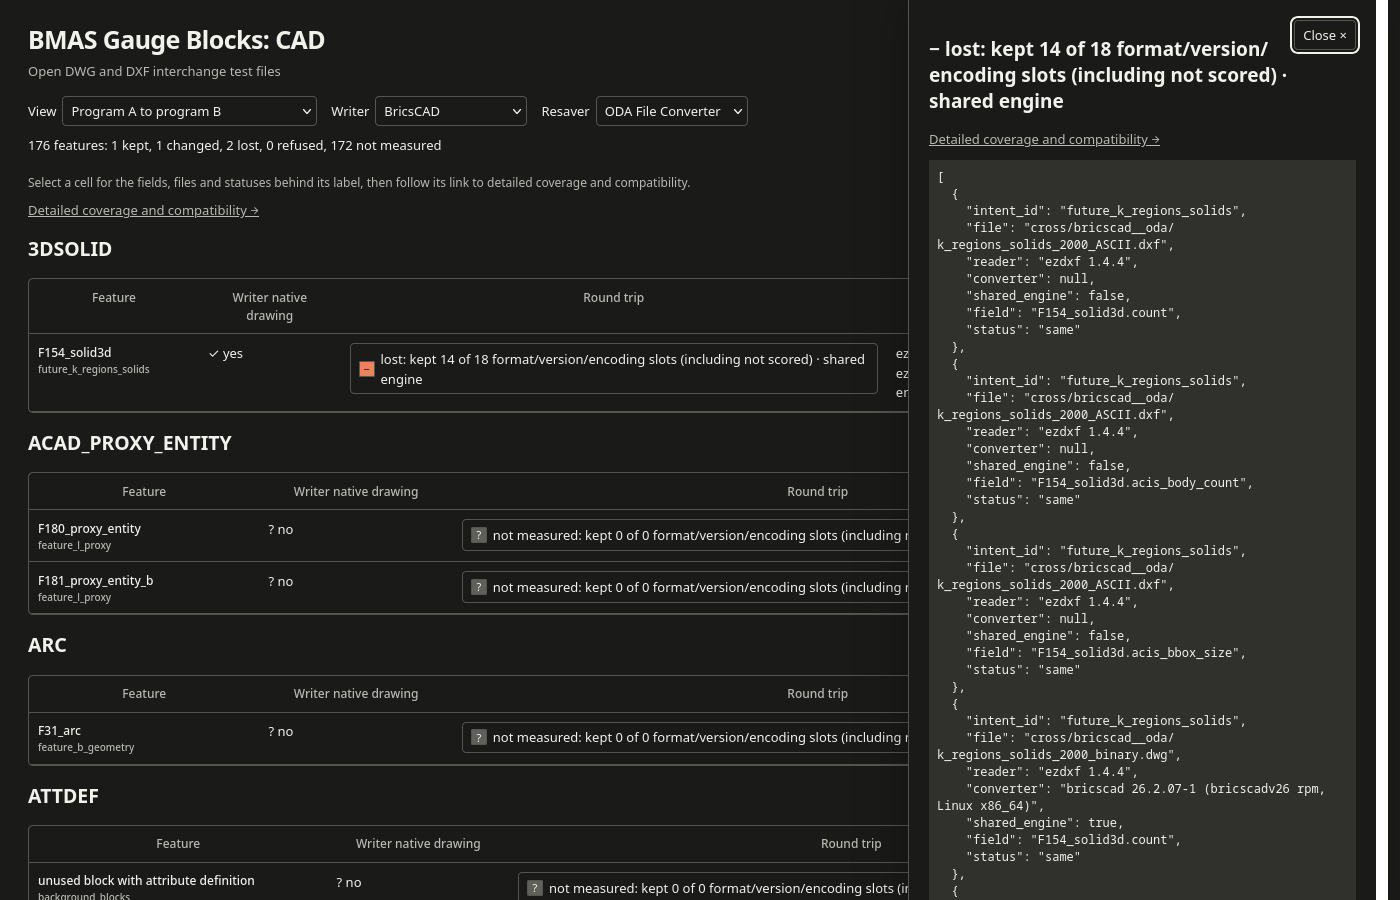 BMAS Gauge Blocks: CAD
Open DWG and DXF interchange test files
View Program A to program B Writer BricsCAD Resaver ODA File Converter
176 features: 1 kept, 1 changed, 2 lost, 0 refused, 172 not measured
Select a cell for the fields, files and statuses behind its label, then follow its link to detailed coverage and compatibility.
Detailed coverage and compatibility →
3DSOLID
Feature Writer native drawing Round trip
F154_solid3d ✓ yes − lost: kept 14 of 18 format/version/encoding slots (including not scored) · shared
future_k_regions_solids engine
ACAD_PROXY_ENTITY
Feature Writer native drawing Round trip
F180_proxy_entity ? no ? not measured: kept 0 of 0 format/version/encoding slots (including
feature_l_proxy
F181_proxy_entity_b ? no ? not measured: kept 0 of 0 format/version/encoding slots (including
feature_l_proxy
ARC
Feature Writer native drawing Round trip
F31_arc ? no ? not measured: kept 0 of 0 format/version/encoding slots (including
feature_b_geometry
ATTDEF
Feature Writer native drawing Round trip
unused block with attribute definition ? no ? not measured: kept 0 of 0 format/version/encoding slots
background_blocks
Close ×
− lost: kept 14 of 18 format/version/
encoding slots (including not scored) ·
shared engine
Detailed coverage and compatibility →
[
  {
    "intent_id": "future_k_regions_solids",
    "file": "cross/bricscad__oda/
k_regions_solids_2000_ASCII.dxf",
    "reader": "ezdxf 1.4.4",
    "converter": null,
    "shared_engine": false,
    "field": "F154_solid3d.count",
    "status": "same"
  },
  {
    "intent_id": "future_k_regions_solids",
    "file": "cross/bricscad__oda/
k_regions_solids_2000_ASCII.dxf",
    "reader": "ezdxf 1.4.4",
    "converter": null,
    "shared_engine": false,
    "field": "F154_solid3d.acis_body_count",
    "status": "same"
  },
  {
    "intent_id": "future_k_regions_solids",
    "file": "cross/bricscad__oda/
k_regions_solids_2000_ASCII.dxf",
    "reader": "ezdxf 1.4.4",
    "converter": null,
    "shared_engine": false,
    "field": "F154_solid3d.acis_bbox_size",
    "status": "same"
  },
  {
    "intent_id": "future_k_regions_solids",
    "file": "cross/bricscad__oda/
k_regions_solids_2000_binary.dwg",
    "reader": "ezdxf 1.4.4",
    "converter": "bricscad 26.2.07-1 (bricscadv26 rpm,
Linux x86_64)",
    "shared_engine": true,
    "field": "F154_solid3d.count",
    "status": "same"
  },
  {